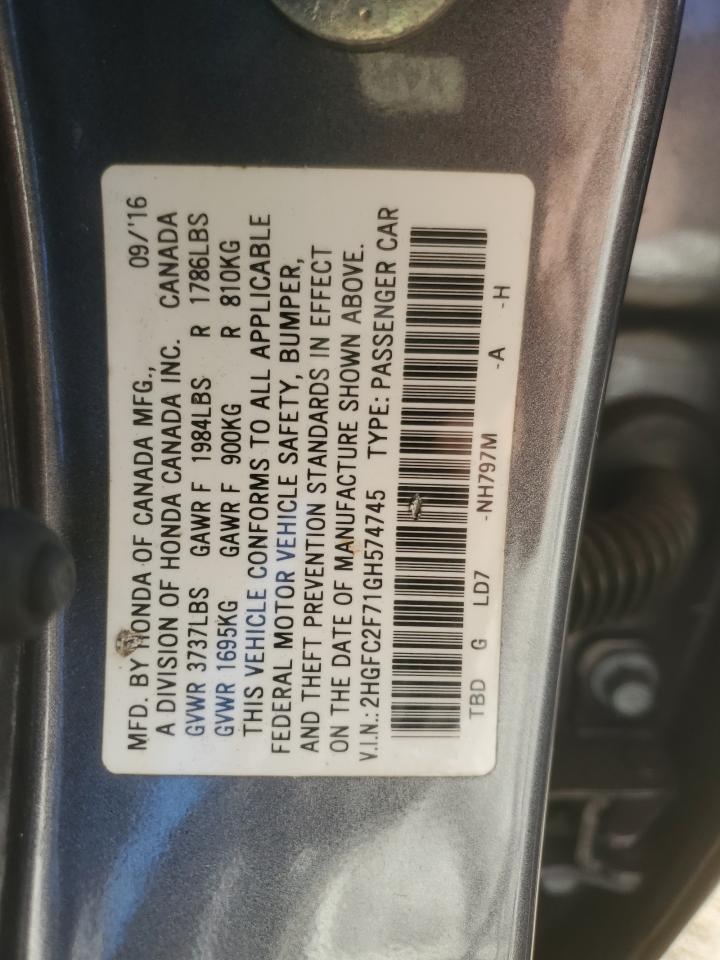 MFD. BY HONDA OF CANADA MFG., 09/'16
A DIVISION OF HONDA CANADA INC. CANADA
GVWR 3737LBS GAWR F 1984LBS R 1786LBS
GVWR 1695KG GAWR F 900KG R 810KG
THIS VEHICLE CONFORMS TO ALL APPLICABLE
FEDERAL MOTOR VEHICLE SAFETY, BUMPER,
AND THEFT PREVENTION STANDARDS IN EFFECT
ON THE DATE OF MANUFACTURE SHOWN ABOVE.
V.I.N.: 2HGFC2F71GH574745 TYPE: PASSENGER CAR
TBD G LD7 -NH797M -A -H